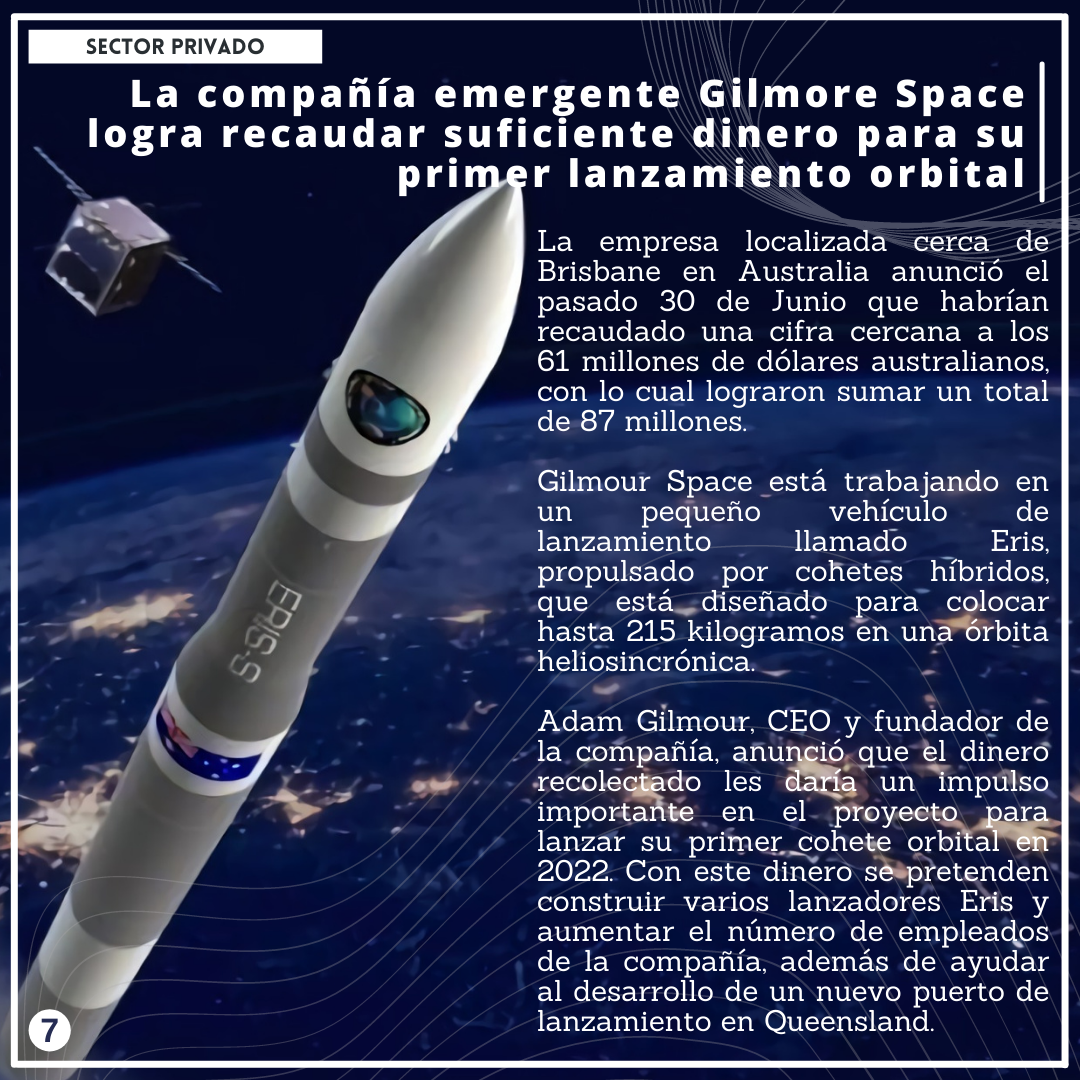 SECTOR PRIVADO
La compañía emergente Gilmore Space
logra recaudar suficiente dinero para su
primer lanzamiento orbital
La empresa localizada cerca de
Brisbane en Australia anunció el
pasado 30 de Junio que habrían
recaudado una cifra cercana a los
61 millones de dólares australianos,
con lo cual lograron sumar un total
de 87 millones.
Gilmour Space está trabajando en
un pequeño vehículo de
lanzamiento llamado Eris,
propulsado por cohetes híbridos,
que está diseñado para colocar
hasta 215 kilogramos en una órbita
heliosincrónica.
ERIS-S
Adam Gilmour, CEO y fundador de
la compañía, anunció que el dinero
recolectado les daría un impulso
importante en el proyecto para
lanzar su primer cohete orbital en
2022. Con este dinero se pretenden
construir varios lanzadores Eris y
aumentar el número de empleados
de la compañía, además de ayudar
al desarrollo de un nuevo puerto de
lanzamiento en Queensland.
7